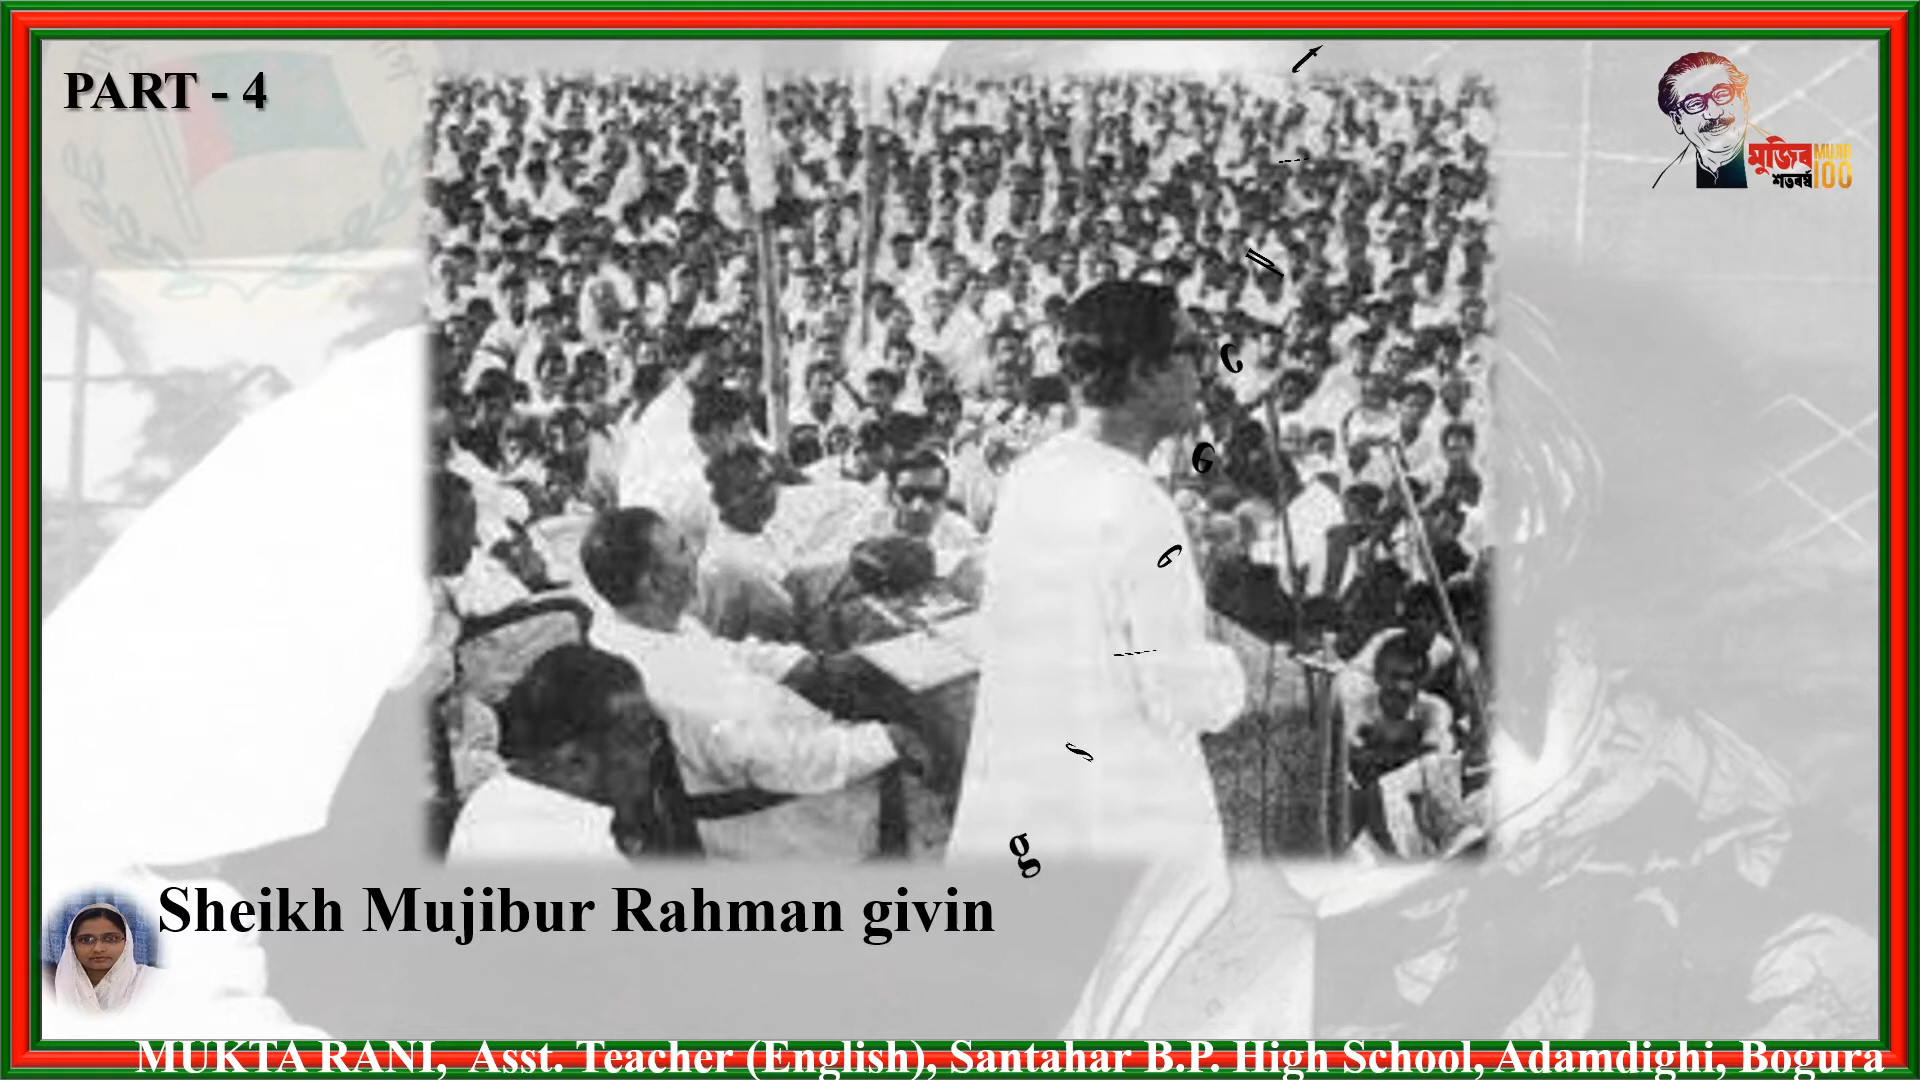 PART - 4
মুজিব
MUJIB
শতবর্ষ
100
Sheikh Mujibur Rahman givin
g
MUKTA RANI, Asst. Teacher (English), Santahar B.P. High School, Adamdighi, Bogura